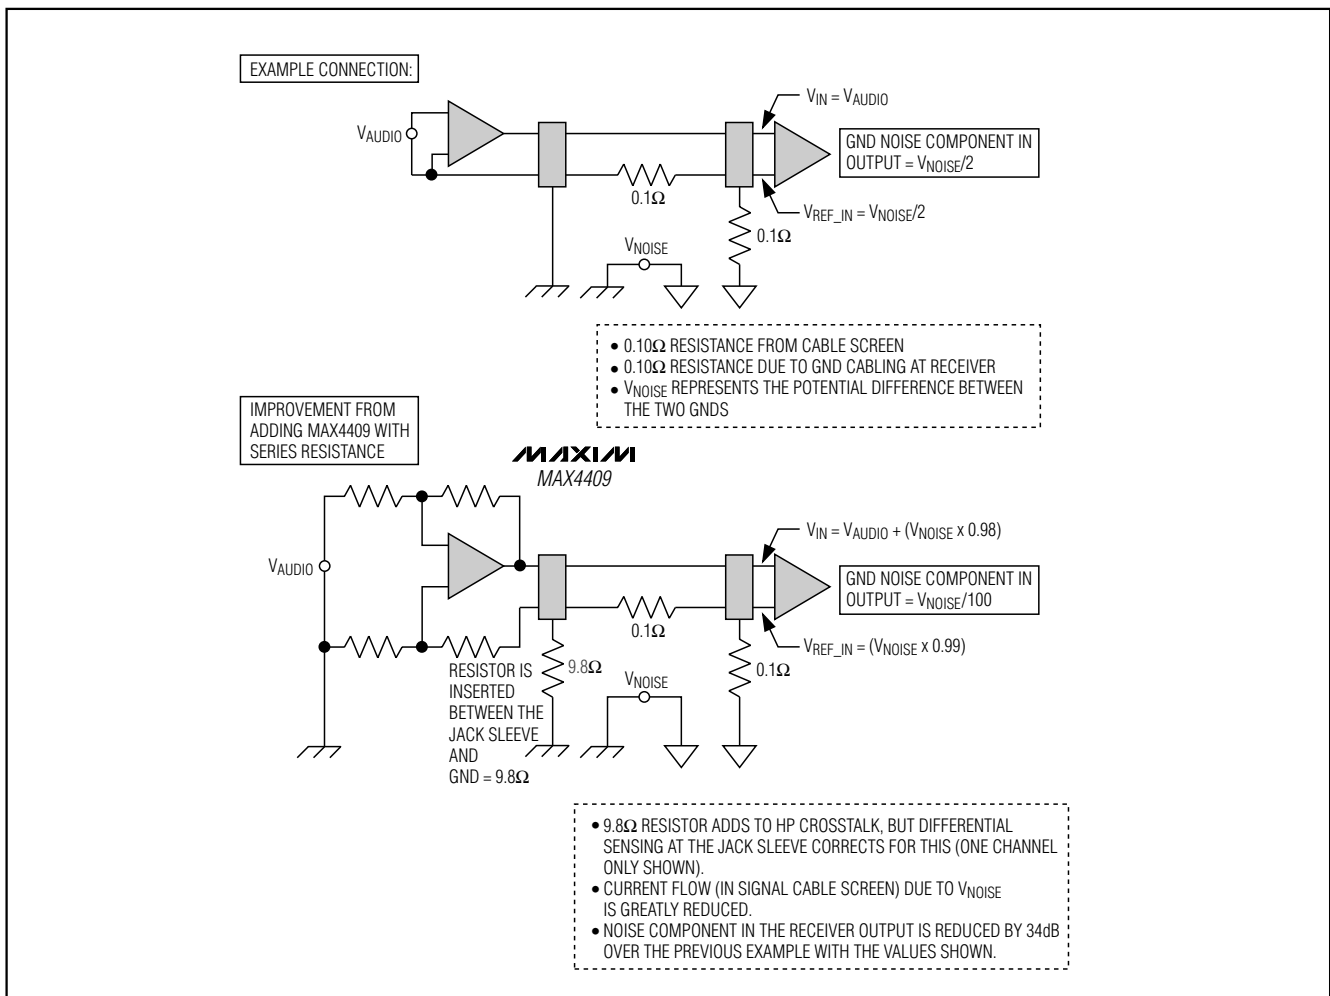 EXAMPLE CONNECTION:
VAUDIO
VIN = VAUDIO
GND NOISE COMPONENT IN
OUTPUT = VNOISE/2
0.1Ω
VREF_IN = VNOISE/2
0.1Ω
VNOISE
• 0.10Ω RESISTANCE FROM CABLE SCREEN
• 0.10Ω RESISTANCE DUE TO GND CABLING AT RECEIVER
• VNOISE REPRESENTS THE POTENTIAL DIFFERENCE BETWEEN
THE TWO GNDS
IMPROVEMENT FROM
ADDING MAX4409 WITH
SERIES RESISTANCE
MAXIM
MAX4409
VAUDIO
VIN = VAUDIO + (VNOISE x 0.98)
GND NOISE COMPONENT IN
OUTPUT = VNOISE/100
0.1Ω
VREF_IN = (VNOISE x 0.99)
RESISTOR IS
INSERTED
BETWEEN THE
JACK SLEEVE
AND
GND = 9.8Ω
9.8Ω
VNOISE
0.1Ω
• 9.8Ω RESISTOR ADDS TO HP CROSSTALK, BUT DIFFERENTIAL
SENSING AT THE JACK SLEEVE CORRECTS FOR THIS (ONE CHANNEL
ONLY SHOWN).
• CURRENT FLOW (IN SIGNAL CABLE SCREEN) DUE TO VNOISE
IS GREATLY REDUCED.
• NOISE COMPONENT IN THE RECEIVER OUTPUT IS REDUCED BY 34dB
OVER THE PREVIOUS EXAMPLE WITH THE VALUES SHOWN.